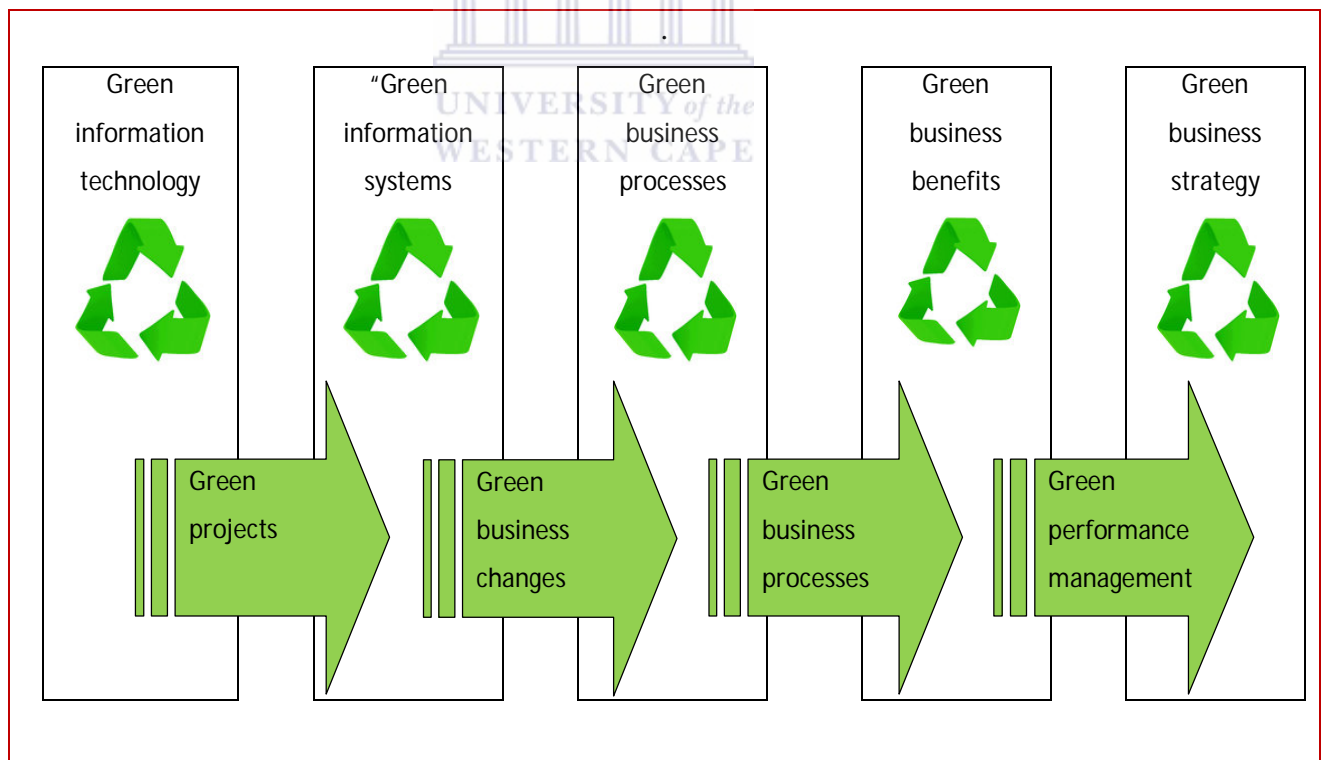 .
UNIVERSITY of the
WESTERN CAPE
Green
information
technology
“Green
information
systems
Green
business
processes
Green
business
benefits
Green
business
strategy
Green
projects
Green
business
changes
Green
business
processes
Green
performance
management